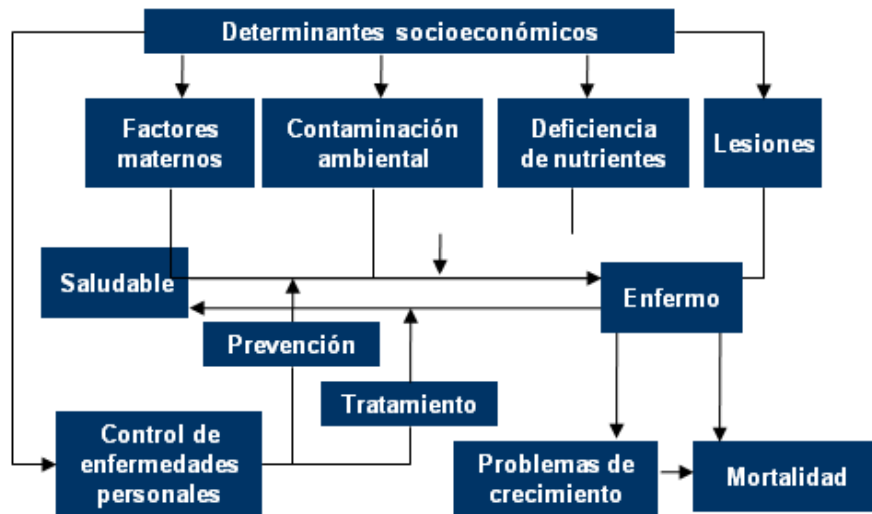 Determinantes socioeconómicos
Factores
maternos
Contaminación
ambiental
Deficiencia
de nutrientes
Lesiones
Saludable
Enfermo
Prevención
Tratamiento
Control de
enfermedades
personales
Problemas de
crecimiento
Mortalidad